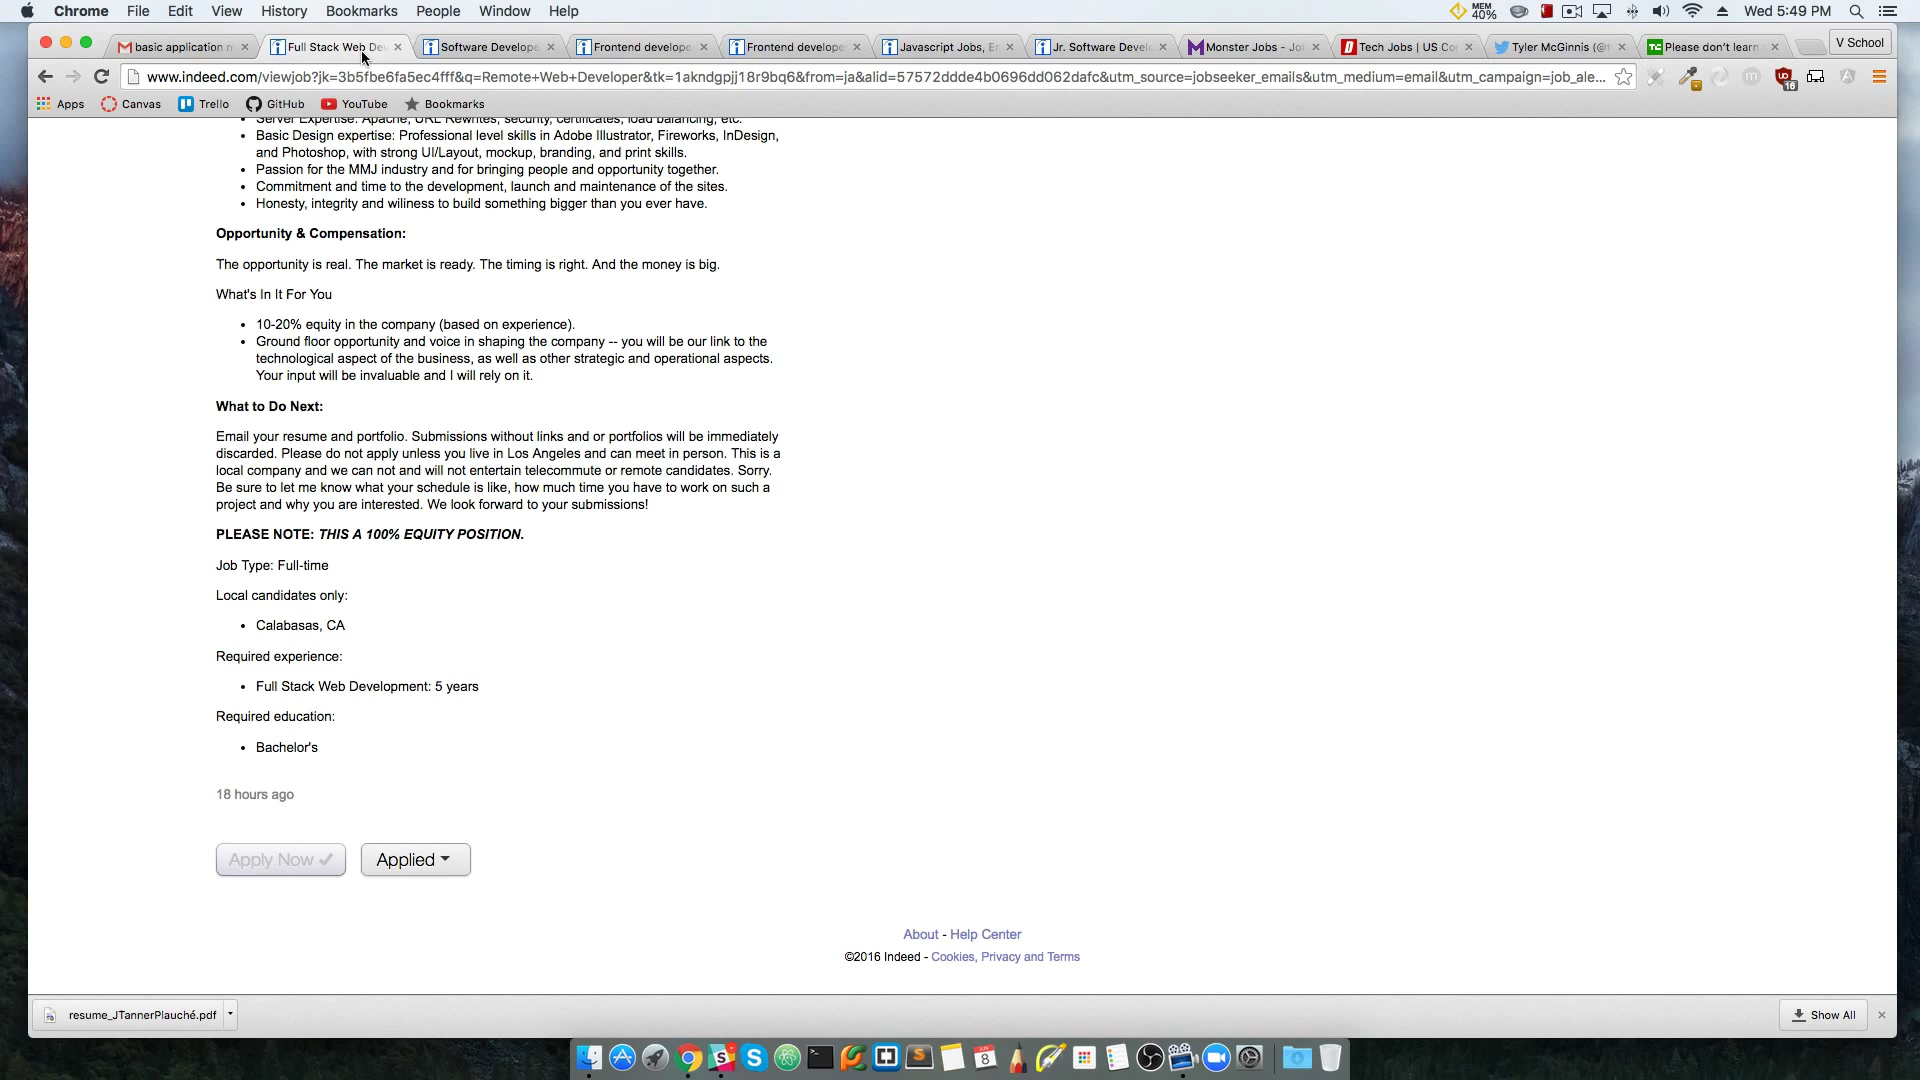 Chrome File Edit View History Bookmarks People Window Help
MEM 40% Wed 5:49 PM
basic application
Full Stack Web De
Software Develope
Frontend develope
Frontend develope
Javascript Jobs, E
Jr. Software Devel
Monster Jobs - Jo
Tech Jobs | US Co
Tyler McGinnis (@t
Please don't learn
V School
www.indeed.com/viewjob?jk=3b5fbe6fa5ec4fff&q=Remote+Web+Developer&tk=1akndgpjj18r9bq6&from=ja&alid=57572ddde4b0696dd062dafc&utm_source=jobseeker_emails&utm_medium=email&utm_campaign=job_ale...
Apps Canvas Trello GitHub YouTube Bookmarks
• Server Expertise: Apache, URL Rewrites, security, certificates, load balancing, etc.
• Basic Design expertise: Professional level skills in Adobe Illustrator, Fireworks, InDesign,
and Photoshop, with strong UI/Layout, mockup, branding, and print skills.
• Passion for the MMJ industry and for bringing people and opportunity together.
• Commitment and time to the development, launch and maintenance of the sites.
• Honesty, integrity and wiliness to build something bigger than you ever have.
Opportunity & Compensation:
The opportunity is real. The market is ready. The timing is right. And the money is big.
What's In It For You
• 10-20% equity in the company (based on experience).
• Ground floor opportunity and voice in shaping the company -- you will be our link to the
technological aspect of the business, as well as other strategic and operational aspects.
Your input will be invaluable and I will rely on it.
What to Do Next:
Email your resume and portfolio. Submissions without links and or portfolios will be immediately
discarded. Please do not apply unless you live in Los Angeles and can meet in person. This is a
local company and we can not and will not entertain telecommute or remote candidates. Sorry.
Be sure to let me know what your schedule is like, how much time you have to work on such a
project and why you are interested. We look forward to your submissions!
PLEASE NOTE: THIS A 100% EQUITY POSITION.
Job Type: Full-time
Local candidates only:
• Calabasas, CA
Required experience:
• Full Stack Web Development: 5 years
Required education:
• Bachelor's
18 hours ago
Apply Now ✓ Applied
About - Help Center
©2016 Indeed - Cookies, Privacy and Terms
resume_JTannerPlauché.pdf
Show All